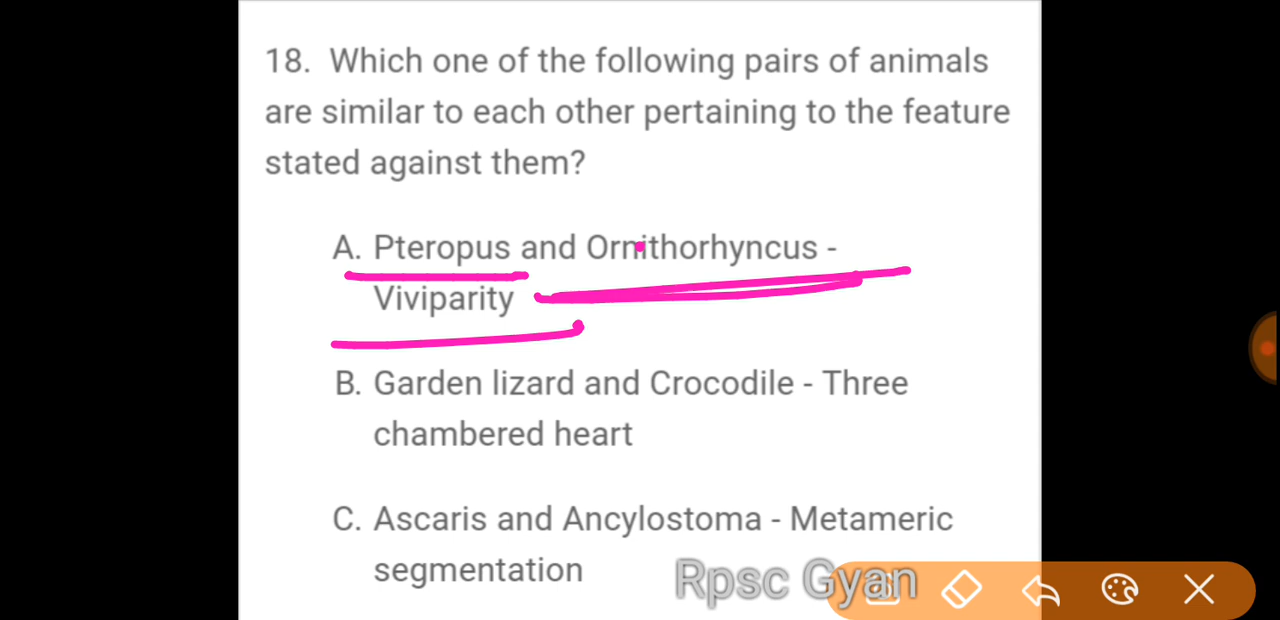 18. Which one of the following pairs of animals
are similar to each other pertaining to the feature
stated against them?
A. Pteropus and Ornithorhyncus -
Viviparity
B. Garden lizard and Crocodile - Three
chambered heart
C. Ascaris and Ancylostoma - Metameric
segmentation
Rpsc Gyan